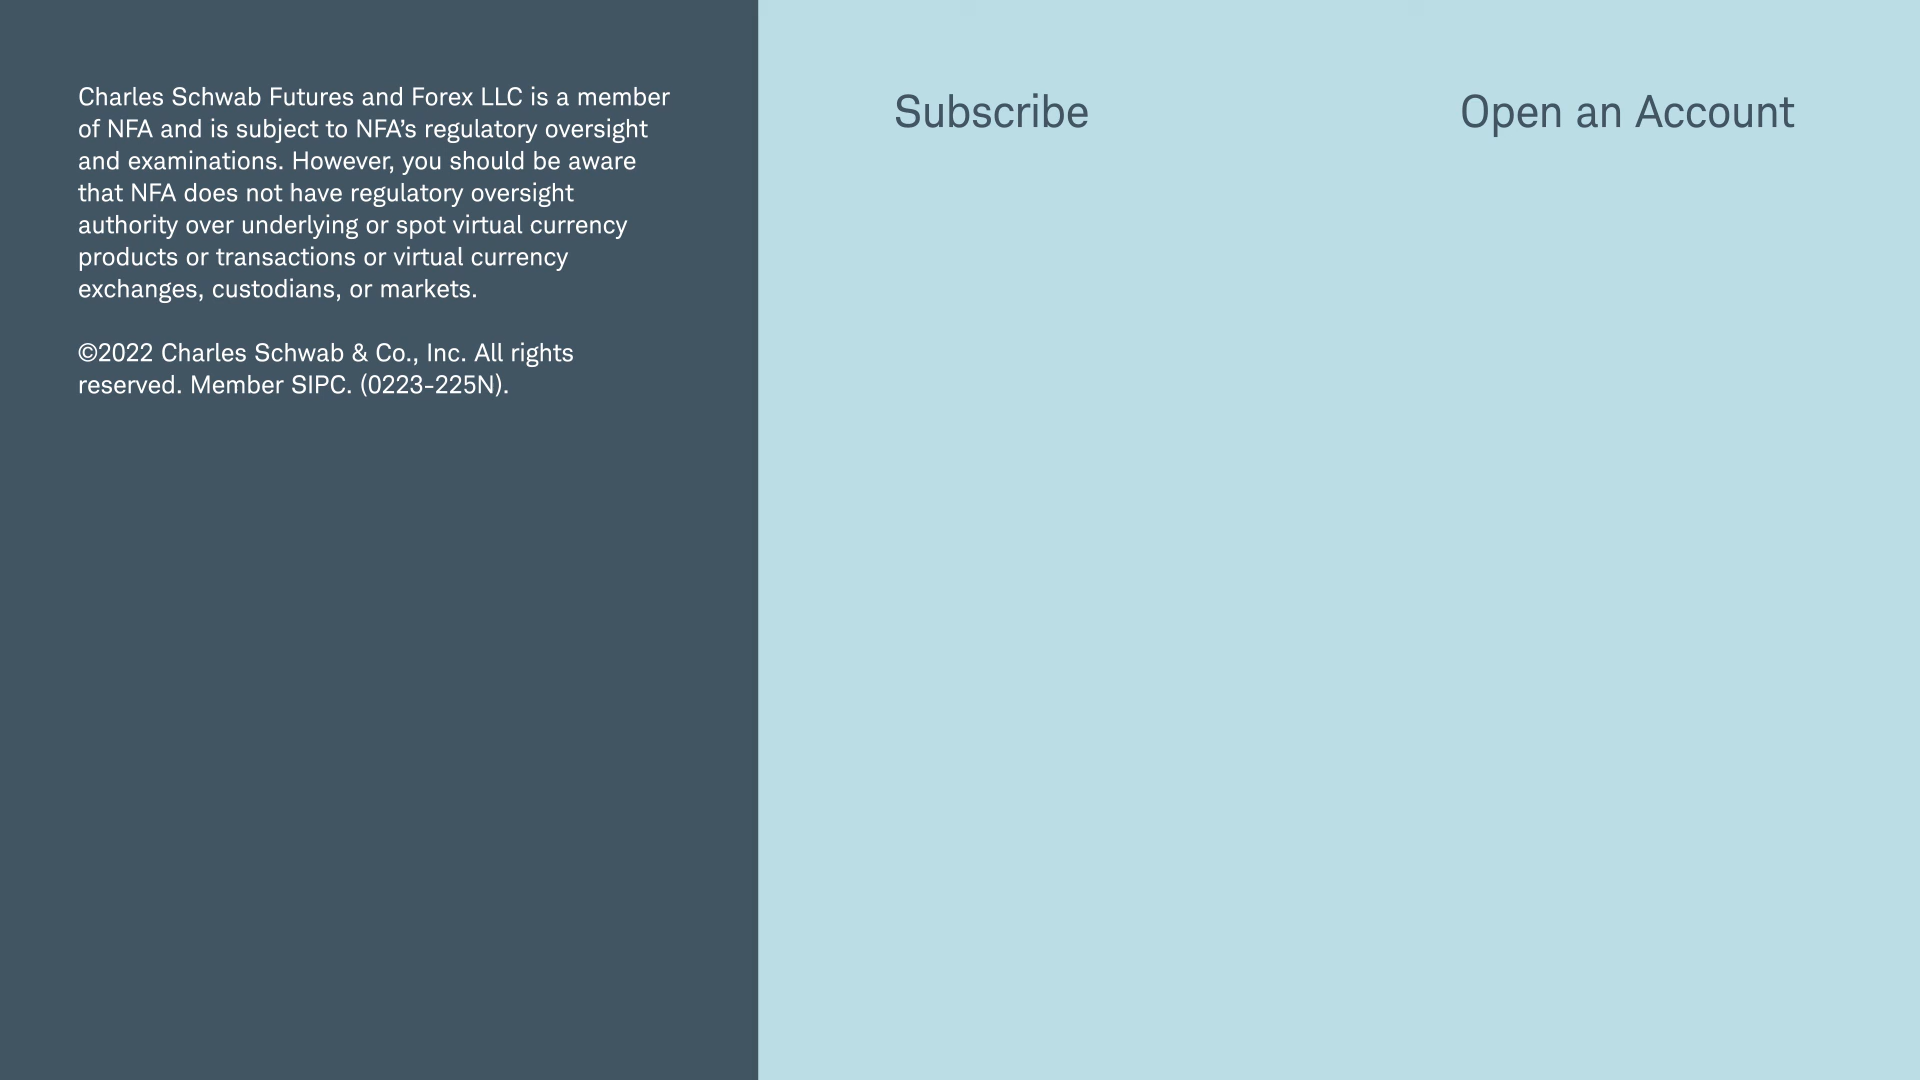 Charles Schwab Futures and Forex LLC is a member
of NFA and is subject to NFA’s regulatory oversight
and examinations. However, you should be aware
that NFA does not have regulatory oversight
authority over underlying or spot virtual currency
products or transactions or virtual currency
exchanges, custodians, or markets.
©2022 Charles Schwab & Co., Inc. All rights
reserved. Member SIPC. (0223-225N).
Subscribe
Open an Account